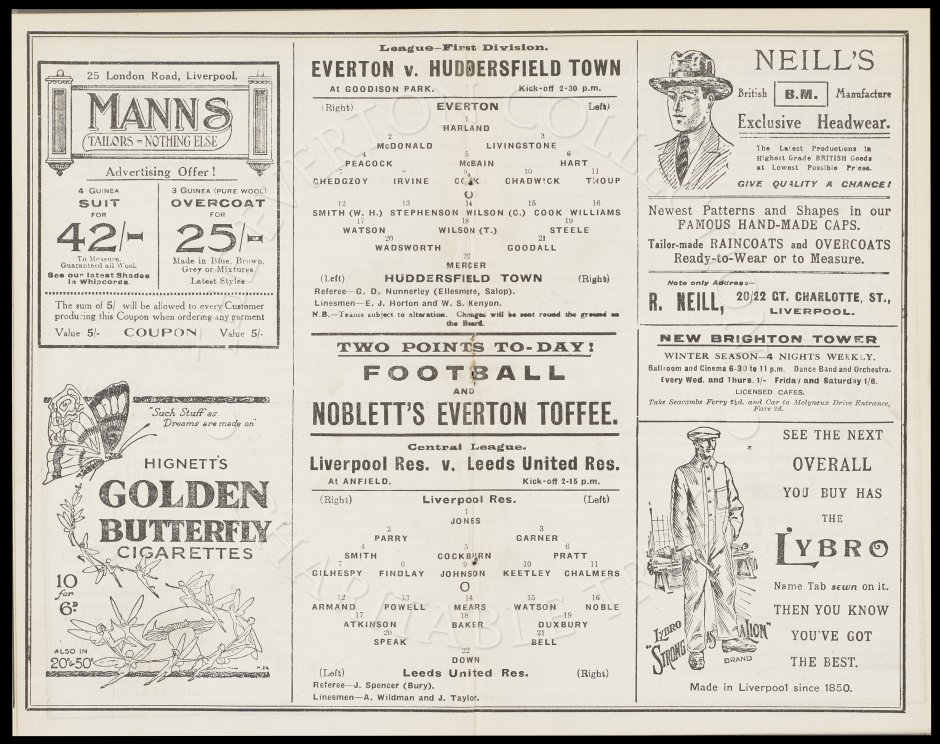 25 London Road, Liverpool.
MANNS
TAILORS - NOTHING ELSE
Advertising Offer!
4 GUINEA
SUIT
FOR
42/-
To Measure.
Guaranteed all Wool.
See our latest Shades
in Whipcords.
3 GUINEA (PURE WOOL)
OVERCOAT
FOR
25/-
Made in Blue, Brown,
Grey or Mixtures
Latest Styles
The sum of 5/ will be allowed to every Customer
producing this Coupon when ordering any garment
Value 5/- COUPON Value 5/-
"Such Stuff as
Dreams are made on"
HIGNETT'S
GOLDEN
BUTTERFLY
CIGARETTES
10
for
6D.
ALSO IN
20's & 50's
League—First Division.
EVERTON v. HUDDERSFIELD TOWN
At GOODISON PARK. Kick-off 2-30 p.m.
(Right) EVERTON (Left)
1
HARLAND
2 3
McDONALD LIVINGSTONE
4 5 6
PEACOCK McBAIN HART
7 8 9 10 11
CHEDGZOY IRVINE COCK CHADWICK TROUP
O
12 13 14 15 16
SMITH (W. H.) STEPHENSON WILSON (C.) COOK WILLIAMS
17 18 19
WATSON WILSON (T.) STEELE
20 21
WADSWORTH GOODALL
22
MERCER
(Left) HUDDERSFIELD TOWN (Right)
Referee—G. D. Nunnerley (Ellesmere, Salop).
Linesmen—E. J. Horton and W. S. Kenyon.
N.B.—Teams subject to alteration. Changes will be sent round the ground on
the Board.
TWO POINTS TO-DAY!
FOOTBALL
AND
NOBLETT'S EVERTON TOFFEE.
Central League.
Liverpool Res. v. Leeds United Res.
At ANFIELD. Kick-off 2-15 p.m.
(Right) Liverpool Res. (Left)
1
JONES
2 3
PARRY GARNER
4 5 6
SMITH COCKBURN PRATT
7 8 9 10 11
GILHESPY FINDLAY JOHNSON KEETLEY CHALMERS
O
12 13 14 15 16
ARMAND POWELL MEARS WATSON NOBLE
17 18 19
ATKINSON BAKER DUXBURY
20 21
SPEAK BELL
22
DOWN
(Left) Leeds United Res. (Right)
Referee—J. Spencer (Bury).
Linesmen—A. Wildman and J. Taylor.
NEILL'S
British B.M. Manufacture
Exclusive Headwear.
The Latest Productions in
Highest Grade BRITISH Goods
at Lowest Possible Prices.
GIVE QUALITY A CHANCE!
Newest Patterns and Shapes in our
FAMOUS HAND-MADE CAPS.
Tailor-made RAINCOATS and OVERCOATS
Ready-to-Wear or to Measure.
Note only Address—
R. NEILL, 20/22 GT. CHARLOTTE, ST.,
LIVERPOOL.
NEW BRIGHTON TOWER
WINTER SEASON—4 NIGHTS WEEKLY.
Ballroom and Cinema 6-30 to 11 p.m. Dance Band and Orchestra.
Every Wed. and Thurs. 1/- Friday and Saturday 1/6.
LICENSED CAFES.
Take Seacombe Ferry 2½d. and Car to Molyneux Drive Entrance,
Fare 2d.
SEE THE NEXT
OVERALL
YOU BUY HAS
THE
LYBRO
Name Tab sewn on it.
THEN YOU KNOW
YOU'VE GOT
THE BEST.
LYBRO
"STRONG AS A LION"
BRAND
Made in Liverpool since 1850.